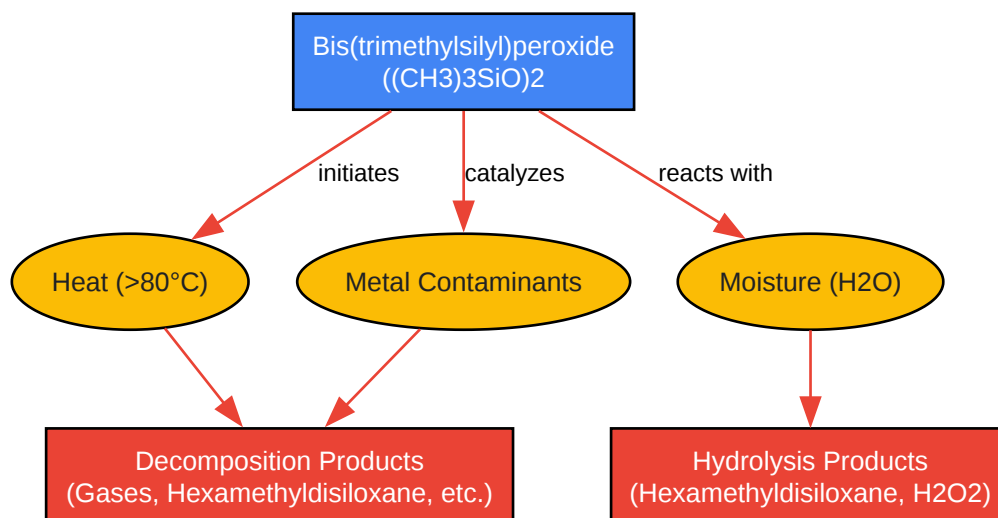 Bis(trimethylsilyl)peroxide
((CH3)3SiO)2
initiates
catalyzes
reacts with
Heat (>80°C)
Metal Contaminants
Moisture (H2O)
Decomposition Products
(Gases, Hexamethyldisiloxane, etc.)
Hydrolysis Products
(Hexamethyldisiloxane, H2O2)